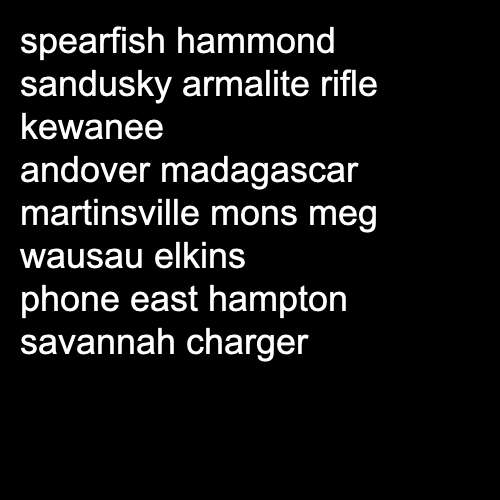 spearfish hammond
sandusky armalite rifle
kewanee
andover madagascar
martinsville mons meg
wausau elkins
phone east hampton
savannah charger